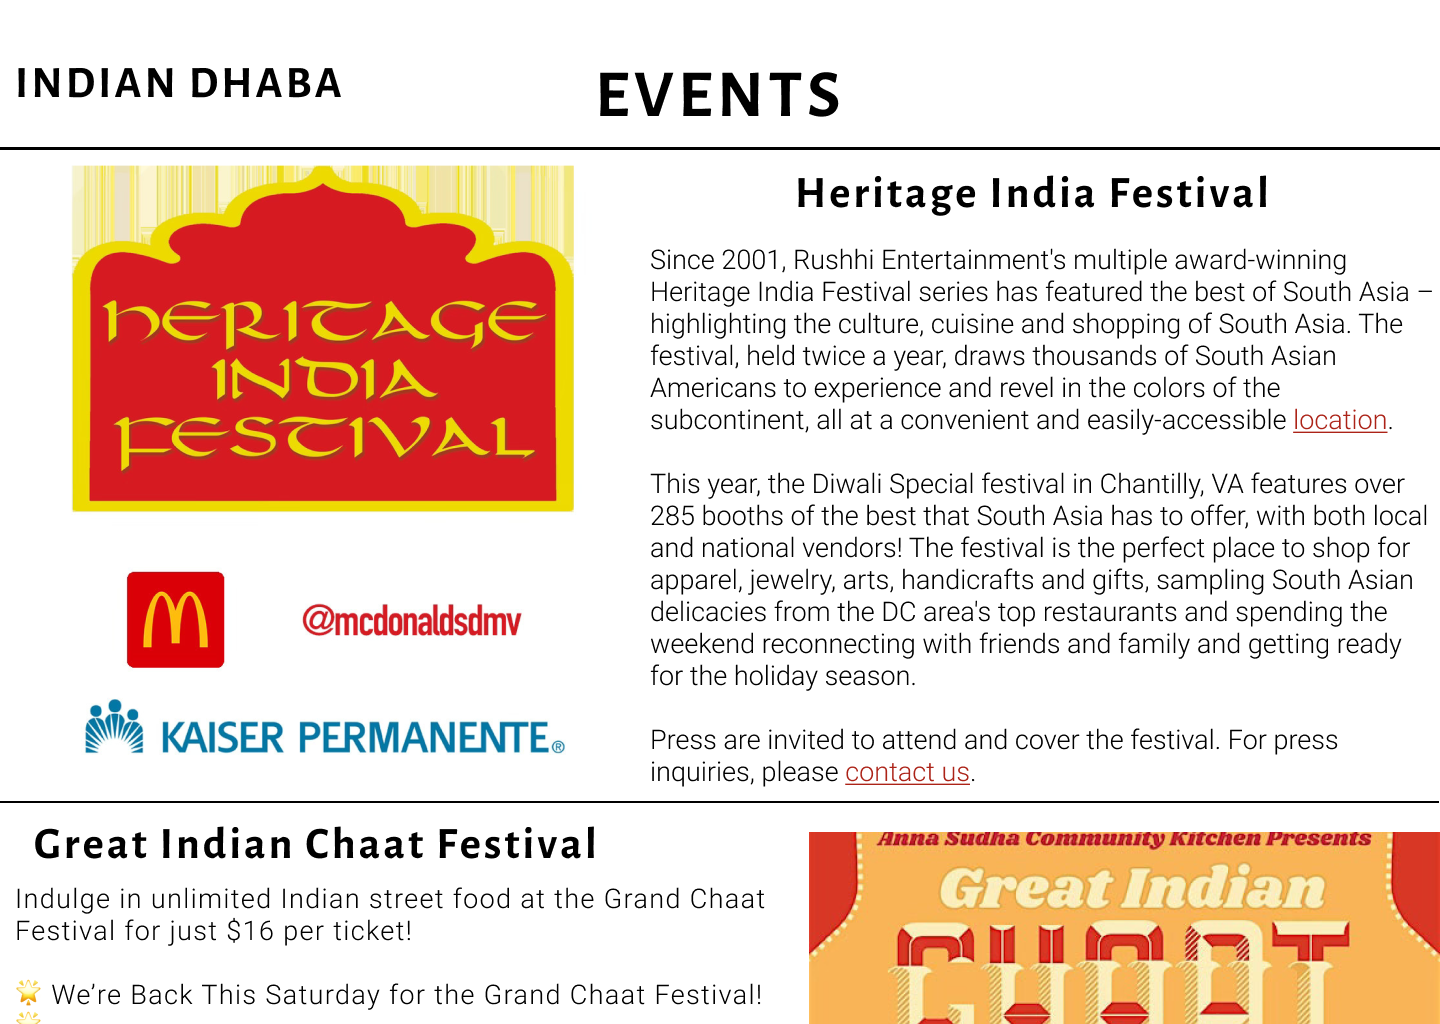 INDIAN DHABA
EVENTS
HERITAGE
INDIA
FESTIVAL
@mcdonaldsdmv
KAISER PERMANENTE®
Heritage India Festival
Since 2001, Rushhi Entertainment's multiple award-winning
Heritage India Festival series has featured the best of South Asia –
highlighting the culture, cuisine and shopping of South Asia. The
festival, held twice a year, draws thousands of South Asian
Americans to experience and revel in the colors of the
subcontinent, all at a convenient and easily-accessible location.
This year, the Diwali Special festival in Chantilly, VA features over
285 booths of the best that South Asia has to offer, with both local
and national vendors! The festival is the perfect place to shop for
apparel, jewelry, arts, handicrafts and gifts, sampling South Asian
delicacies from the DC area's top restaurants and spending the
weekend reconnecting with friends and family and getting ready
for the holiday season.
Press are invited to attend and cover the festival. For press
inquiries, please contact us.
Great Indian Chaat Festival
Indulge in unlimited Indian street food at the Grand Chaat
Festival for just $16 per ticket!
🌟 We’re Back This Saturday for the Grand Chaat Festival!
🌟
Anna Sudha Community Kitchen Presents
Great Indian
CHAAT